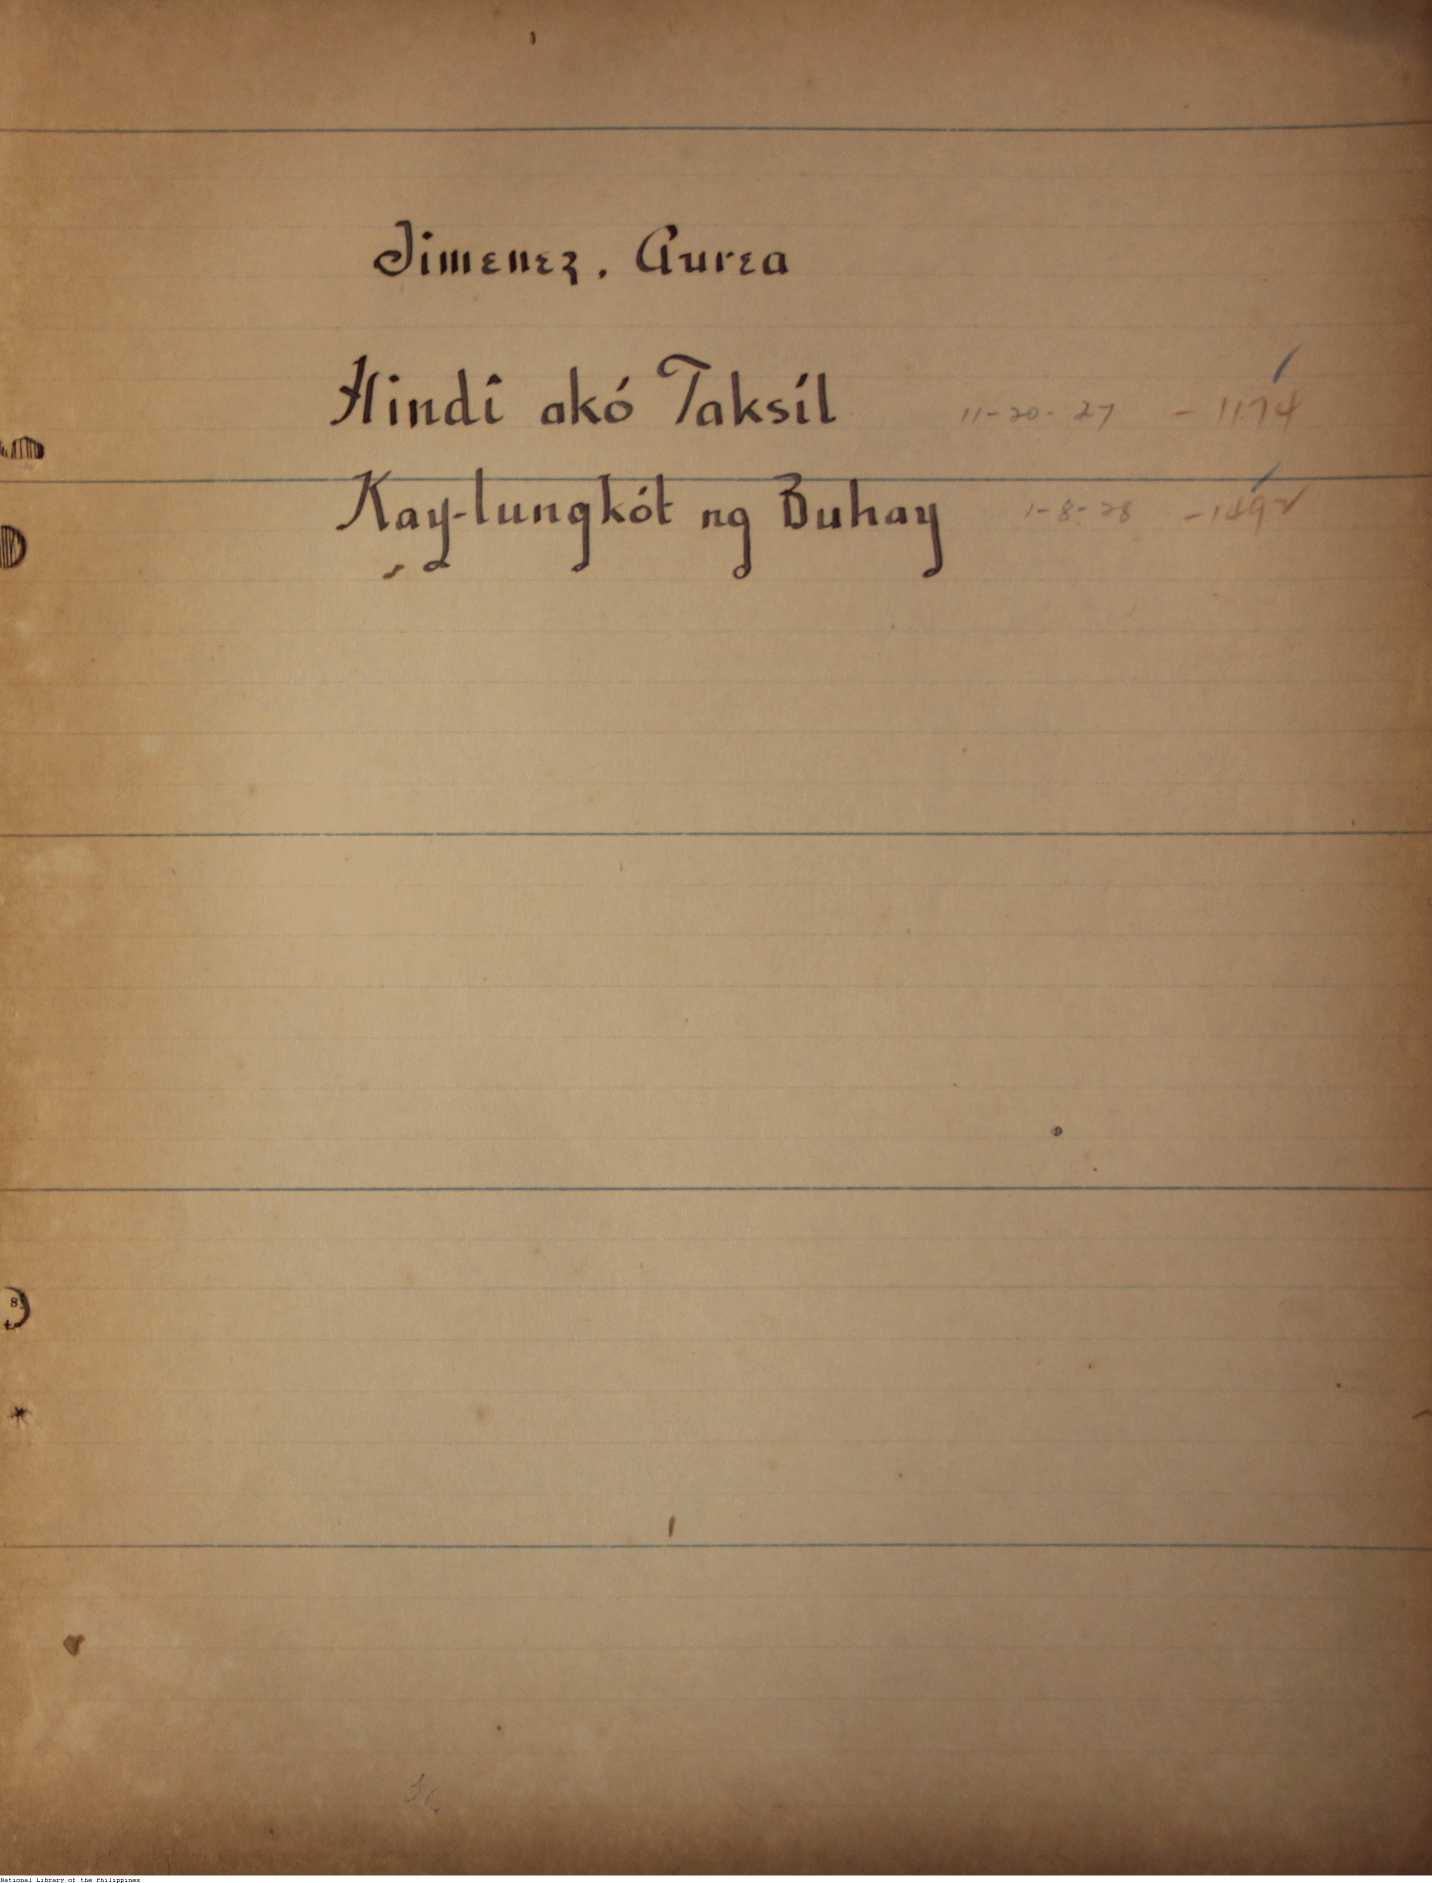 Jimenez, Aurea
Hindî akó Taksíl 11-20-27 - 1174
Kay-lungkót ng Buhay 1-8-28
National Library of the Philippines